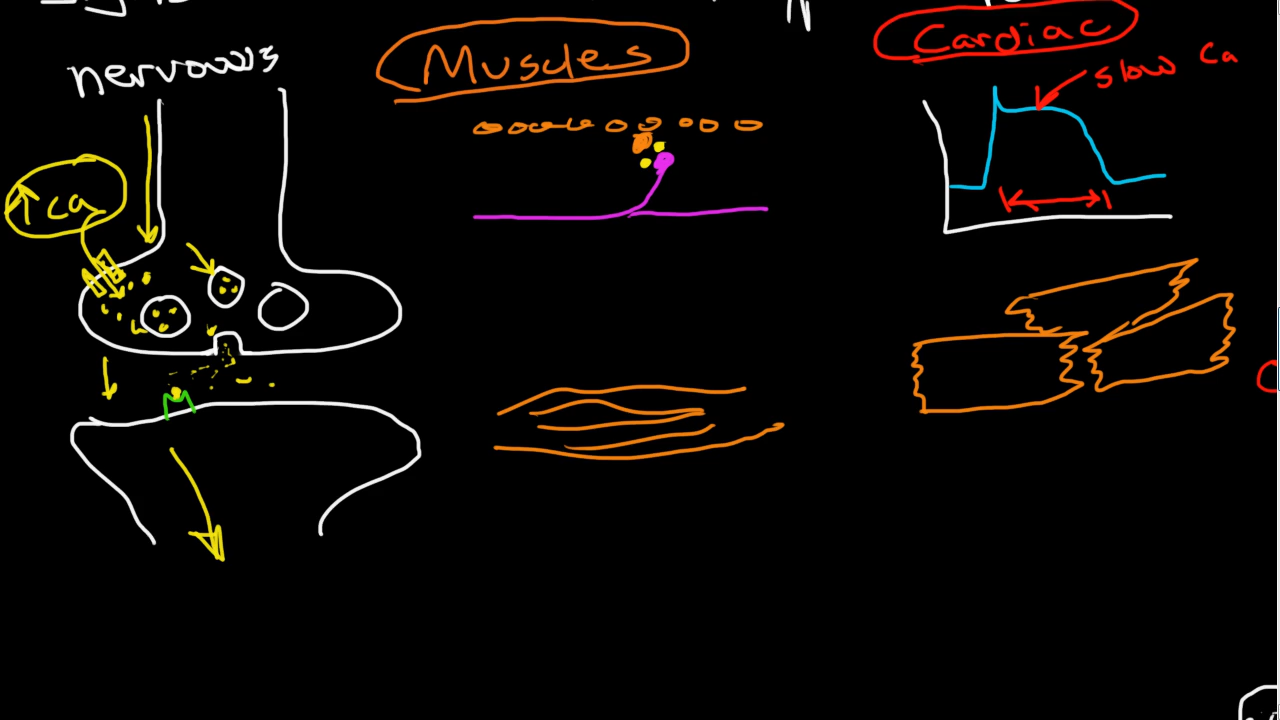 nervous
Muscles
Cardiac
slow Ca
↑ Ca